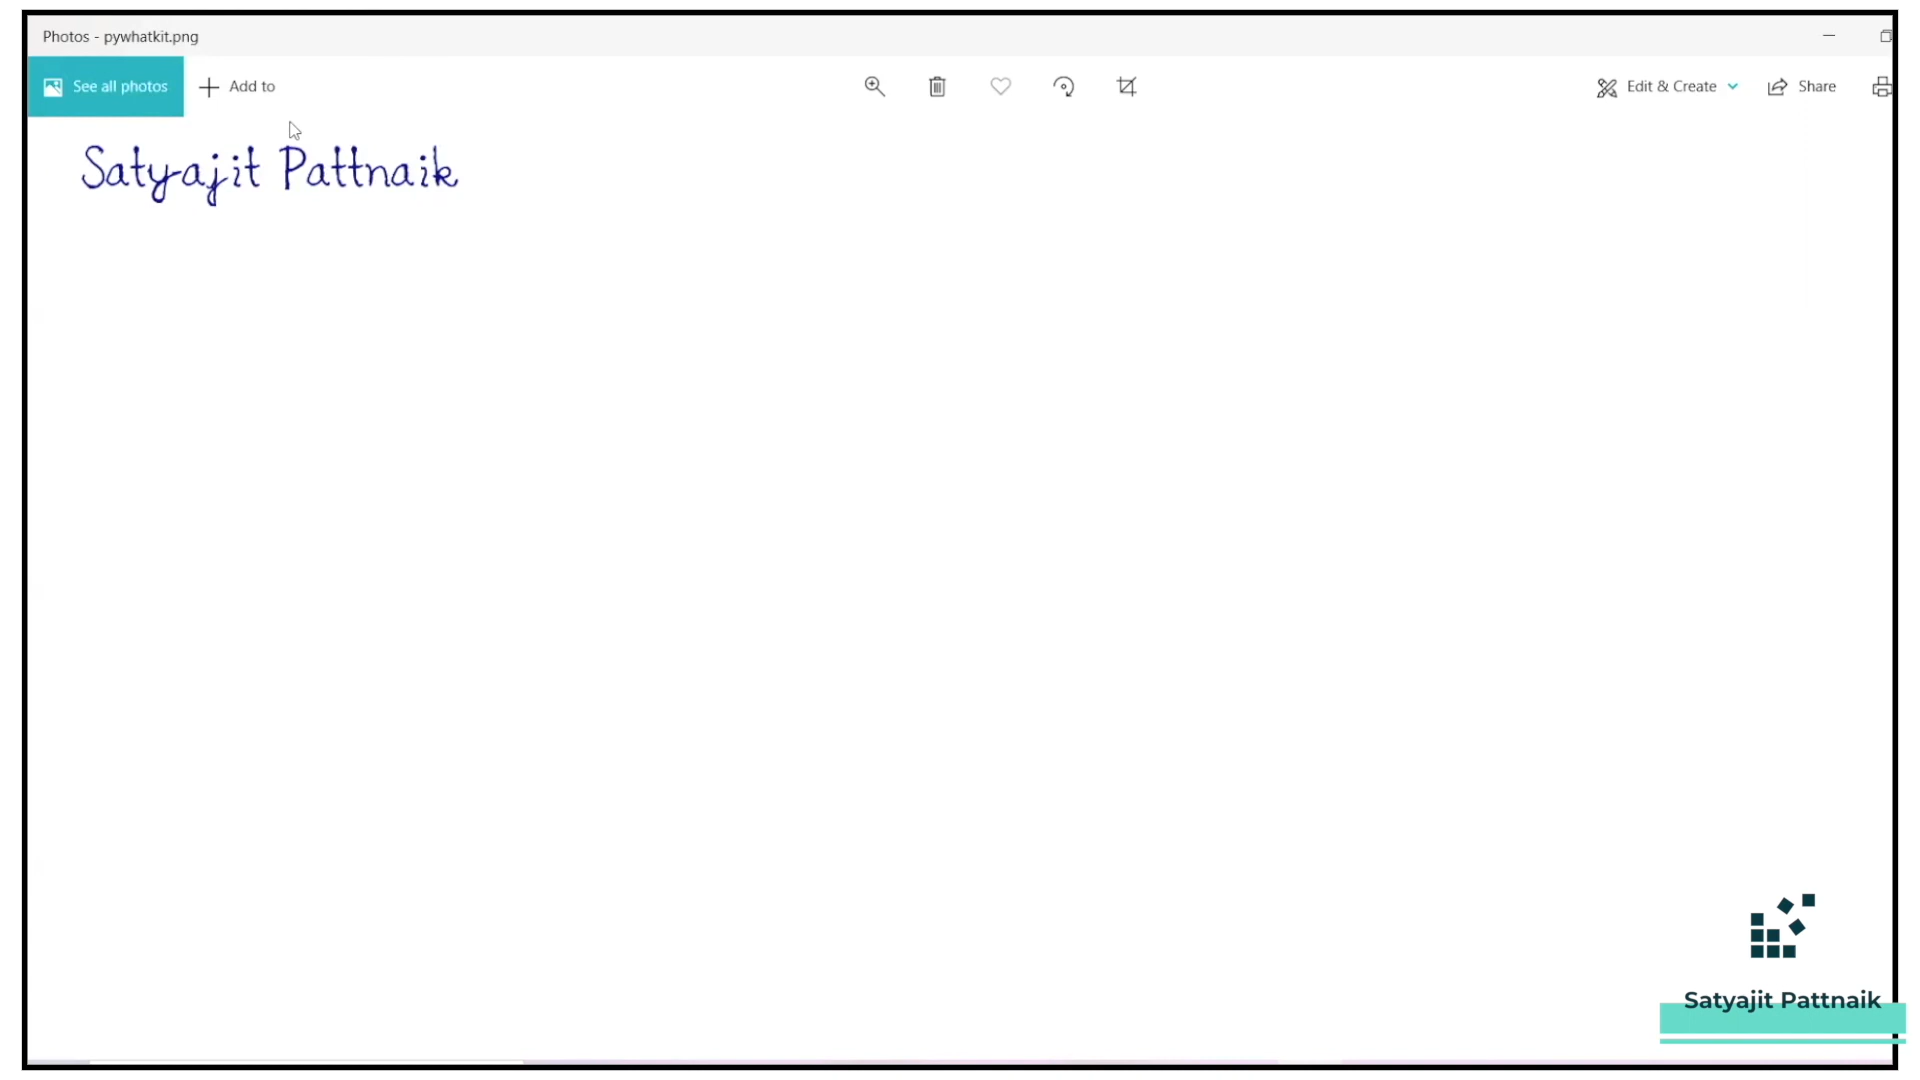 Photos - pywhatkit.png
See all photos
Add to
Edit & Create
Share
Satyajit Pattnaik
Satyajit Pattnaik